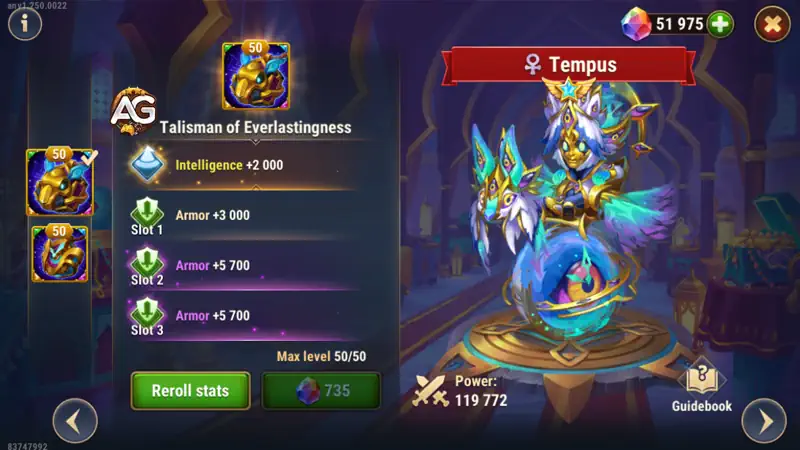 any1.750.0022
i
50
51 975
Tempus
AG
Talisman of Everlastingness
50
Intelligence +2 000
Armor +3 000
Slot 1
50
Armor +5 700
Slot 2
Armor +5 700
Slot 3
Max level 50/50
Reroll stats
735
Power:
119 772
?
Guidebook
83747992